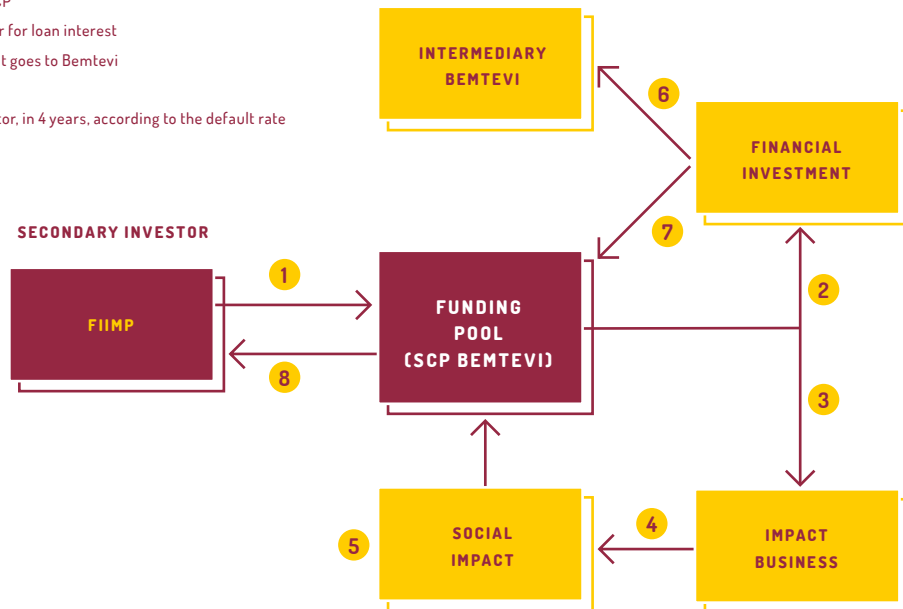 r for loan interest
t goes to Bemtevi
tor, in 4 years, according to the default rate
INTERMEDIARY
BEMTEVI
6
FINANCIAL
INVESTMENT
7
SECONDARY INVESTOR
FIIMP
1
8
FUNDING
POOL
(SCP BEMTEVI)
2
3
SOCIAL
IMPACT
5
4
IMPACT
BUSINESS